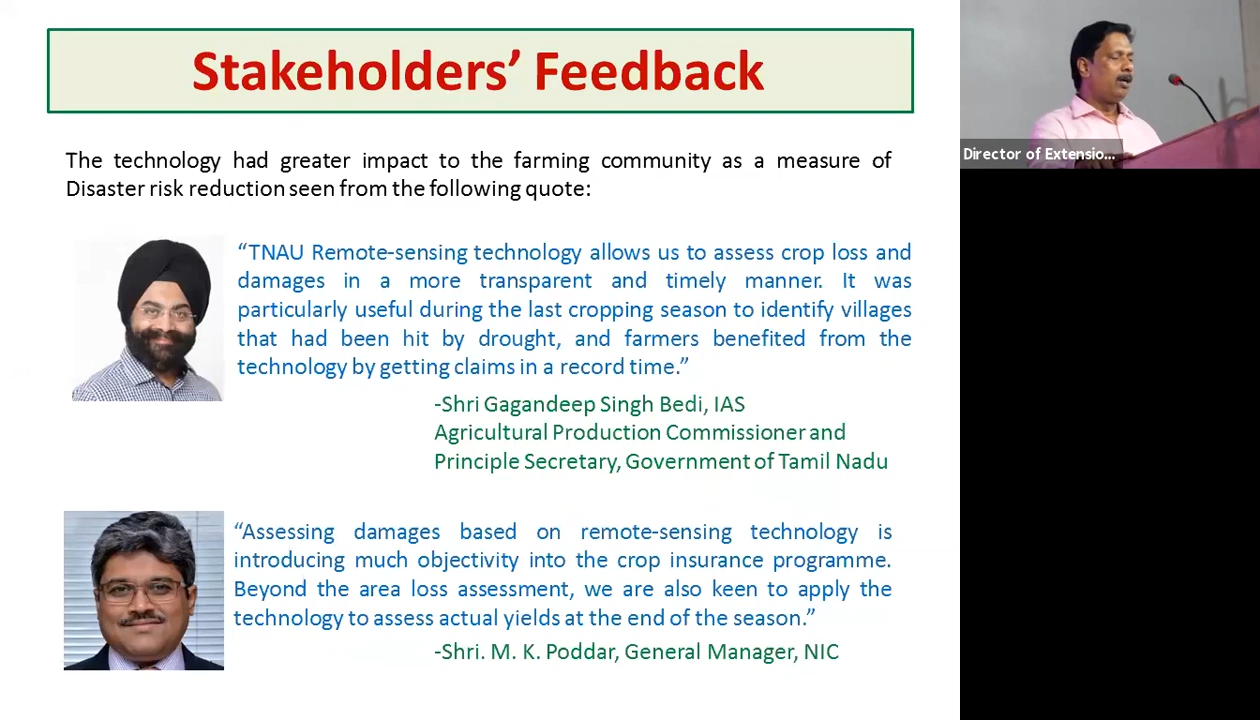 Stakeholders’ Feedback
The technology had greater impact to the farming community as a measure of
Disaster risk reduction seen from the following quote:
“TNAU Remote-sensing technology allows us to assess crop loss and
damages in a more transparent and timely manner. It was
particularly useful during the last cropping season to identify villages
that had been hit by drought, and farmers benefited from the
technology by getting claims in a record time.”
-Shri Gagandeep Singh Bedi, IAS
Agricultural Production Commissioner and
Principle Secretary, Government of Tamil Nadu
“Assessing damages based on remote-sensing technology is
introducing much objectivity into the crop insurance programme.
Beyond the area loss assessment, we are also keen to apply the
technology to assess actual yields at the end of the season.”
-Shri. M. K. Poddar, General Manager, NIC
Director of Extensio...